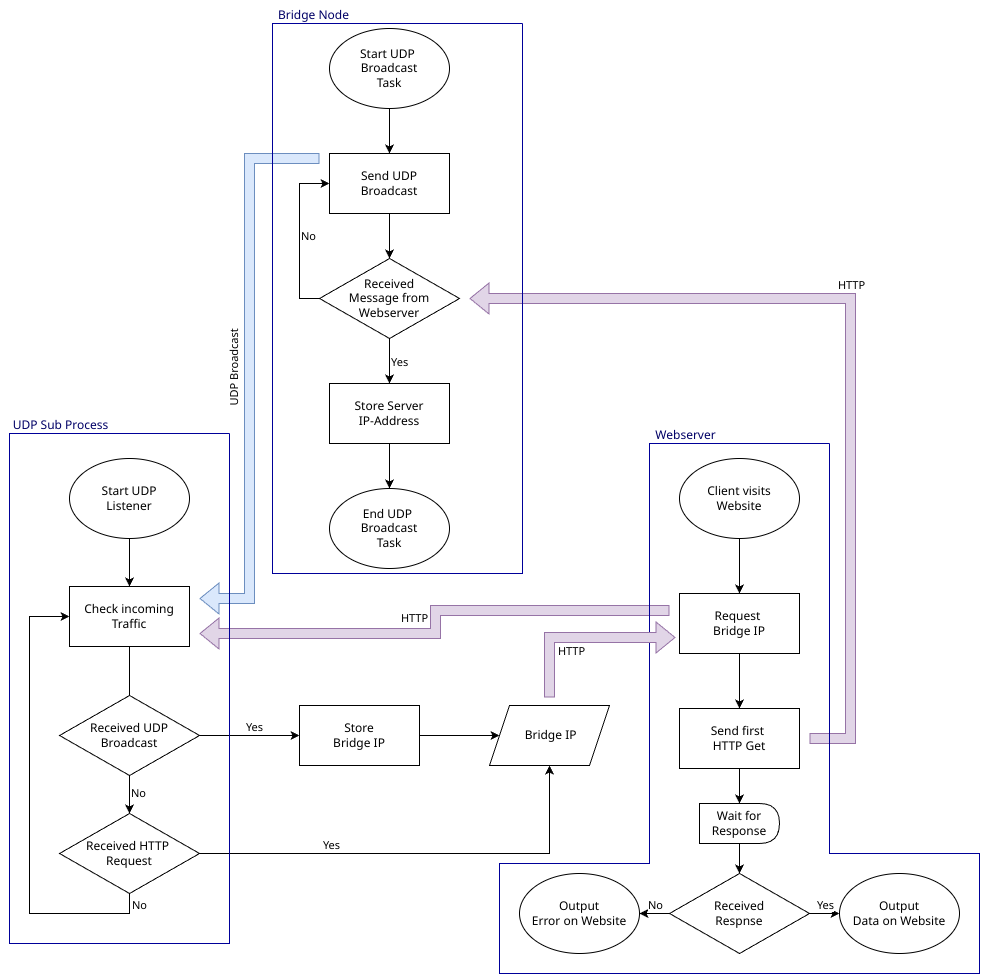 Bridge Node
Start UDP
Broadcast
Task
Send UDP
Broadcast
No
Received
Message from
Webserver
HTTP
Yes
UDP Broadcast
Store Server
IP-Address
End UDP
Broadcast
Task
UDP Sub Process
Start UDP
Listener
Check incoming
Traffic
HTTP
Received UDP
Broadcast
Yes
Store
Bridge IP
Bridge IP
HTTP
No
Received HTTP
Request
Yes
No
Webserver
Client visits
Website
Request
Bridge IP
Send first
HTTP Get
Wait for
Response
Received
Respnse
No
Output
Error on Website
Yes
Output
Data on Website